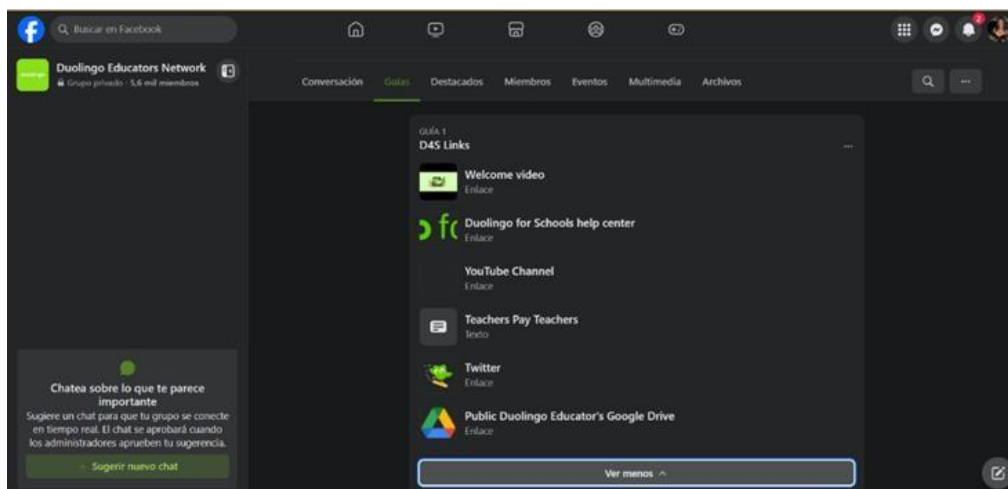 Buscar en Facebook
2
Duolingo Educators Network
Grupo privado · 5,6 mil miembros
Conversación Guías Destacados Miembros Eventos Multimedia Archivos
GUÍA 1
D4S Links
Welcome video
Enlace
Duolingo for Schools help center
Enlace
YouTube Channel
Enlace
Teachers Pay Teachers
Texto
Twitter
Enlace
Public Duolingo Educator's Google Drive
Enlace
Ver menos
Chatea sobre lo que te parece
importante
Sugiere un chat para que tu grupo se conecte
en tiempo real. El chat se aprobará cuando
los administradores aprueben tu sugerencia.
Sugerir nuevo chat